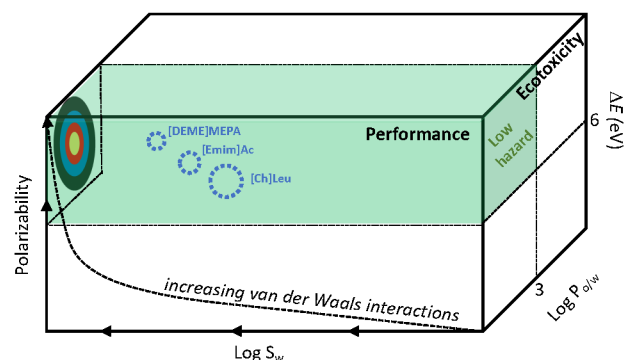 Ecotoxicity
ΔE (eV)
[DEME]MEPA
Performance
6
[Emim]Ac
Low
hazard
[Ch]Leu
Polarizability
increasing van der Waals interactions
3
Log P o/w
Log Sw